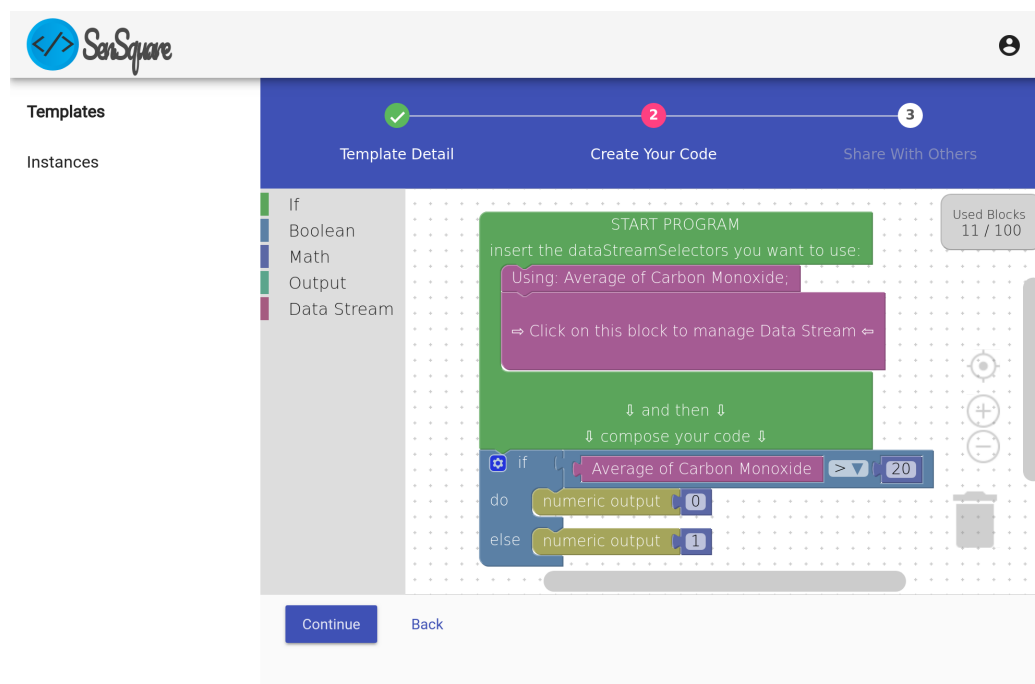 </> SenSquare
Templates
Instances
2
3
Template Detail
Create Your Code
Share With Others
If
Boolean
Math
Output
Data Stream
START PROGRAM
insert the dataStreamSelectors you want to use:
Using: Average of Carbon Monoxide;
⇨ Click on this block to manage Data Stream ⇦
⇩ and then ⇩
⇩ compose your code ⇩
if Average of Carbon Monoxide > ▼ 20
do numeric output 0
else numeric output 1
Used Blocks
11 / 100
Continue
Back